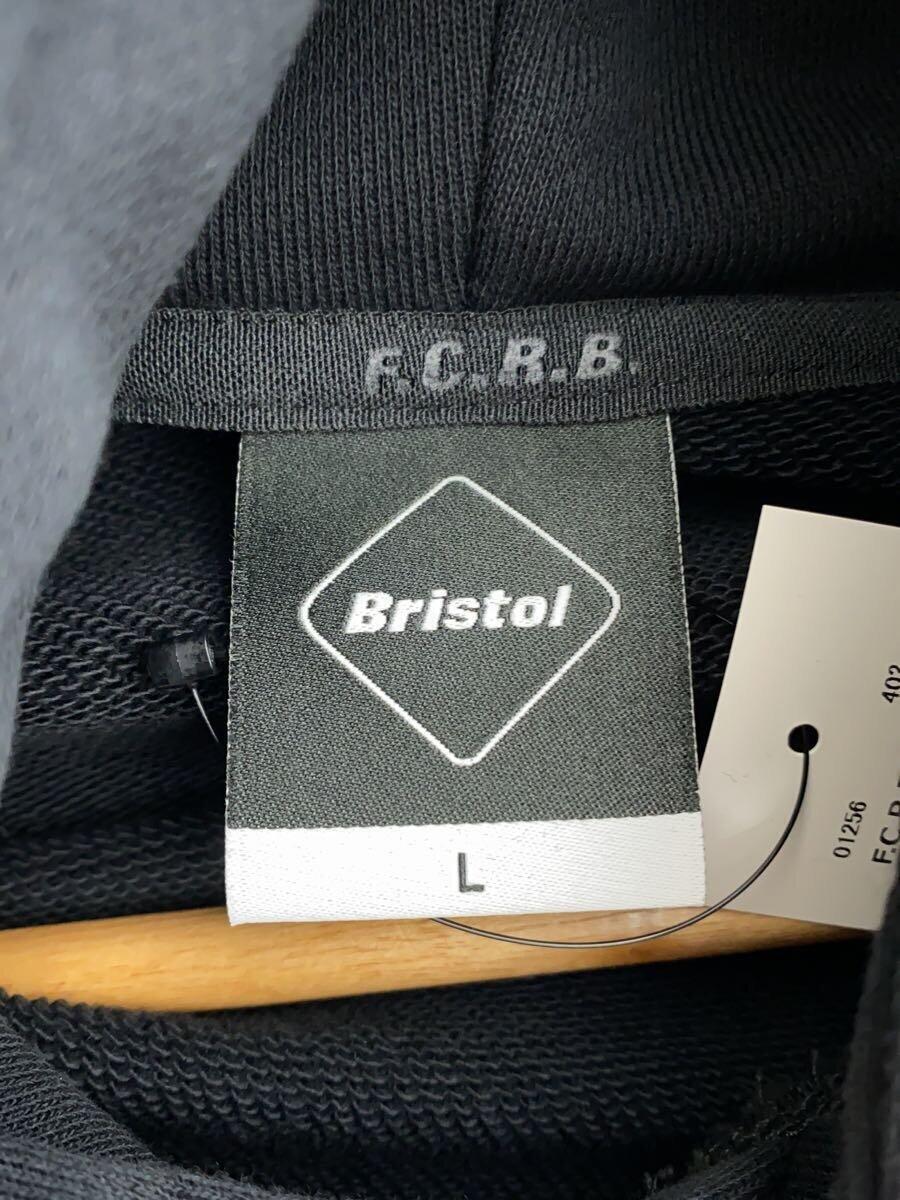 F.C.R.B.
Bristol
L
402
01256
F.C.R.